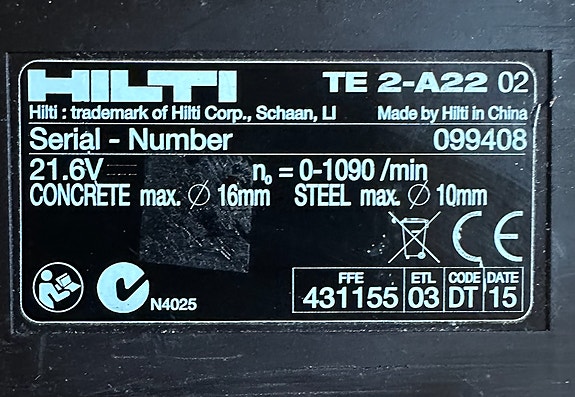 HILTI TE 2-A22 02
Hilti : trademark of Hilti Corp., Schaan, LI Made by Hilti in China
Serial - Number 099408
21.6V n₀ = 0-1090 /min
CONCRETE max. ∅ 16mm STEEL max. ∅ 10mm
CE
N4025
FFE ETL CODE DATE
431155 03 DT 15